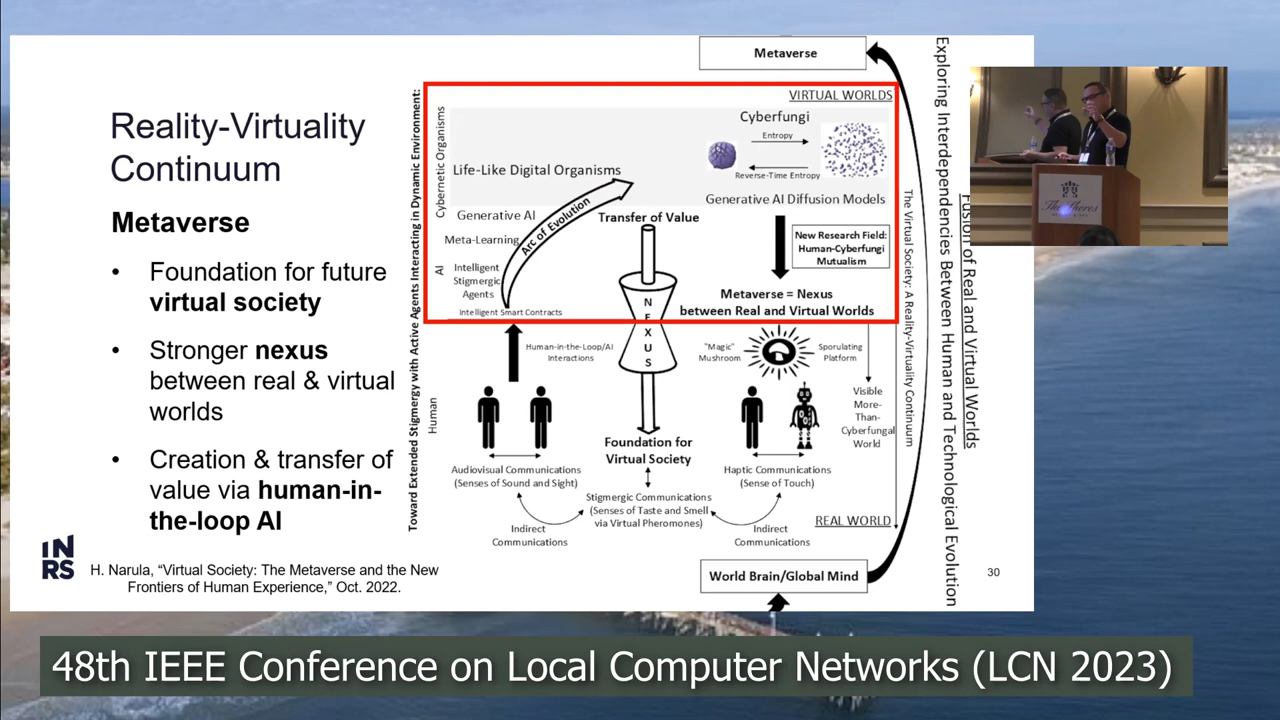 Reality-Virtuality
Continuum
Metaverse
• Foundation for future
virtual society
• Stronger nexus
between real & virtual
worlds
• Creation & transfer of
value via human-in-
the-loop AI
INRS
H. Narula, “Virtual Society: The Metaverse and the New
Frontiers of Human Experience,” Oct. 2022.
Toward Extended Stigmergy with Active Agents Interacting in Dynamic Environment:
Cybernetic Organisms
AI
Human
Metaverse
VIRTUAL WORLDS
Cyberfungi
Entropy
Reverse-Time Entropy
Life-Like Digital Organisms
Generative AI Diffusion Models
Generative AI
Arc of Evolution
Transfer of Value
Meta-Learning
New Research Field:
Human-Cyberfungi
Mutualism
Intelligent
Stigmergic
Agents
Metaverse = Nexus
between Real and Virtual Worlds
Intelligent Smart Contracts
NEXUS
Human-in-the-Loop/AI
Interactions
"Magic"
Mushroom
Sporulating
Platform
Visible
More-
Than-
Cyberfungal
World
Foundation for
Virtual Society
Audiovisual Communications
(Senses of Sound and Sight)
Haptic Communications
(Sense of Touch)
Stigmergic Communications
(Senses of Taste and Smell
via Virtual Pheromones)
Indirect
Communications
Indirect
Communications
REAL WORLD
World Brain/Global Mind
The Virtual Society: A Reality-Virtuality Continuum
Exploring Interdependencies Between Human and Technological Evolution
Fusion of Real and Virtual Worlds
30
48th IEEE Conference on Local Computer Networks (LCN 2023)